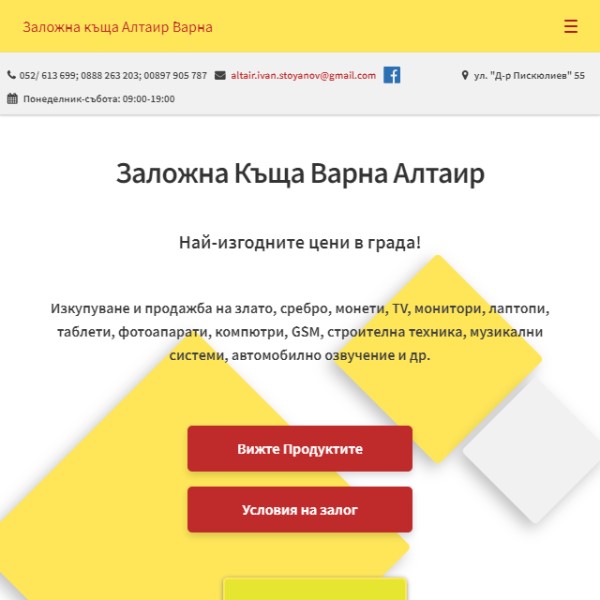 Заложна къща Алтаир Варна
052/ 613 699; 0888 263 203; 00897 905 787 altair.ivan.stoyanov@gmail.com ул. "Д-р Пискюлиев" 55
Понеделник-събота: 09:00-19:00
Заложна Къща Варна Алтаир
Най-изгодните цени в града!
Изкупуване и продажба на злато, сребро, монети, TV, монитори, лаптопи,
таблети, фотоапарати, компютри, GSM, строителна техника, музикални
системи, автомобилно озвучение и др.
Вижте Продуктите
Условия на залог